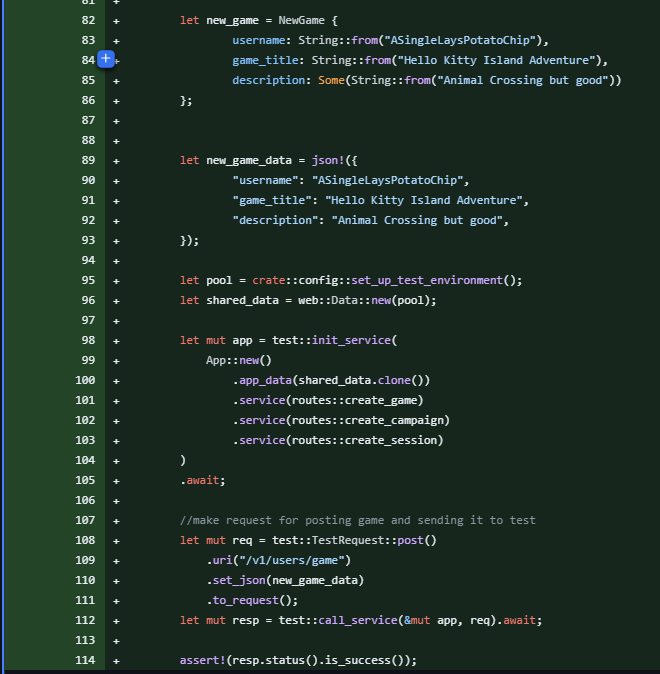 81
82 + let new_game = NewGame {
83 + username: String::from("ASingleLaysPotatoChip"),
84 + game_title: String::from("Hello Kitty Island Adventure"),
85 + description: Some(String::from("Animal Crossing but good"))
86 + };
87 +
88 +
89 + let new_game_data = json!({
90 + "username": "ASingleLaysPotatoChip",
91 + "game_title": "Hello Kitty Island Adventure",
92 + "description": "Animal Crossing but good",
93 + });
94 +
95 + let pool = crate::config::set_up_test_environment();
96 + let shared_data = web::Data::new(pool);
97 +
98 + let mut app = test::init_service(
99 + App::new()
100 + .app_data(shared_data.clone())
101 + .service(routes::create_game)
102 + .service(routes::create_campaign)
103 + .service(routes::create_session)
104 + )
105 + .await;
106 +
107 + //make request for posting game and sending it to test
108 + let mut req = test::TestRequest::post()
109 + .uri("/v1/users/game")
110 + .set_json(new_game_data)
111 + .to_request();
112 + let mut resp = test::call_service(&mut app, req).await;
113 +
114 + assert!(resp.status().is_success());